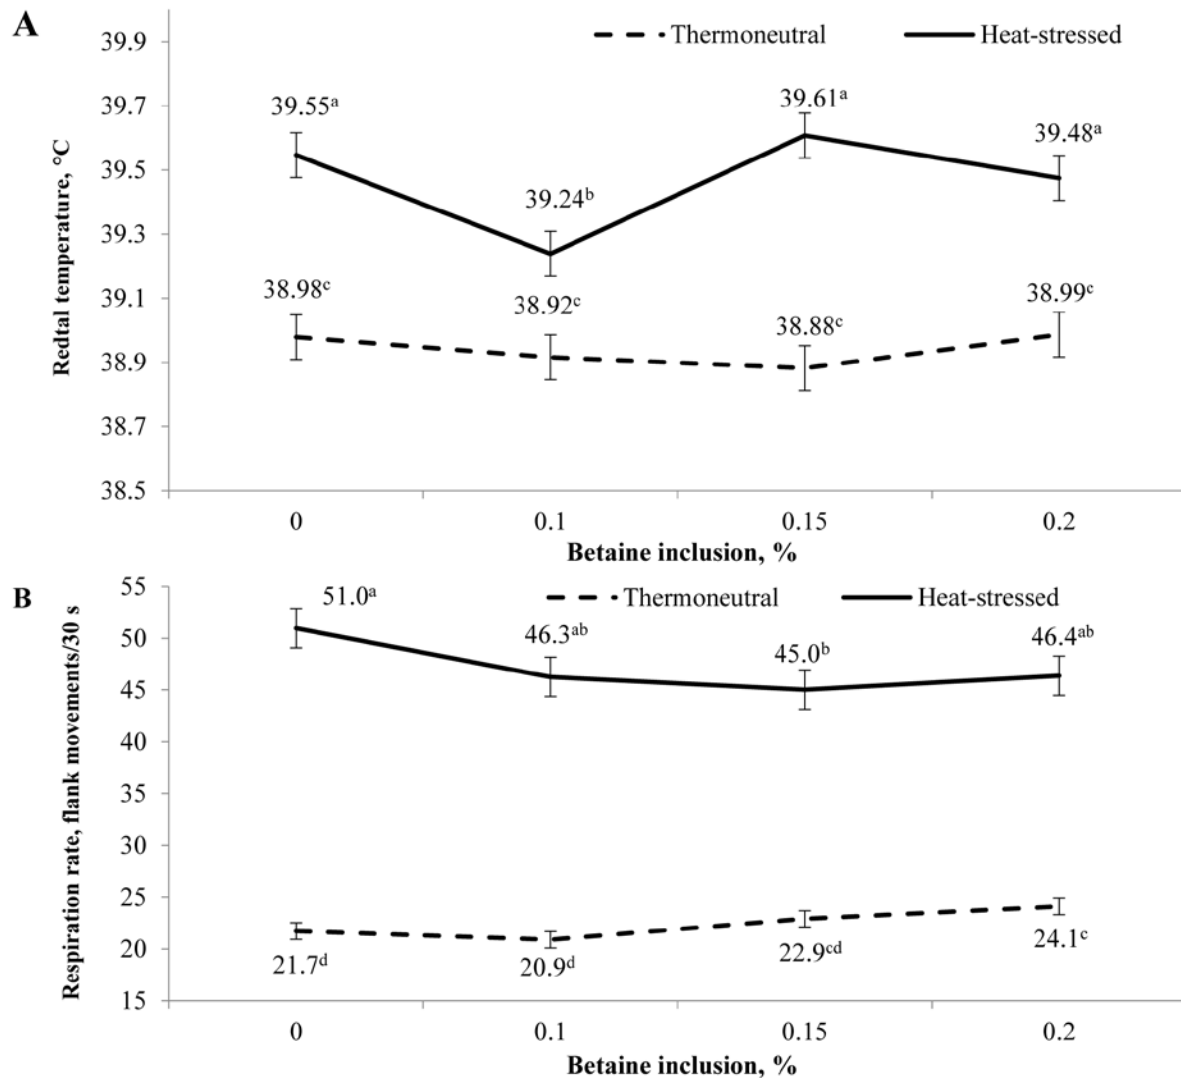 A
Thermoneutral Heat-stressed
39.9
39.7
39.5
39.3
39.1
38.9
38.7
38.5
Redtal temperature, °C
39.55ᵃ
39.24ᵇ
39.61ᵃ
39.48ᵃ
38.98ᶜ
38.92ᶜ
38.88ᶜ
38.99ᶜ
0 0.1 0.15 0.2
Betaine inclusion, %
B
Thermoneutral Heat-stressed
55
50
45
40
35
30
25
20
15
Respiration rate, flank movements/30 s
51.0ᵃ
46.3ᵃᵇ
45.0ᵇ
46.4ᵃᵇ
21.7ᵈ
20.9ᵈ
22.9ᶜᵈ
24.1ᶜ
0 0.1 0.15 0.2
Betaine inclusion, %